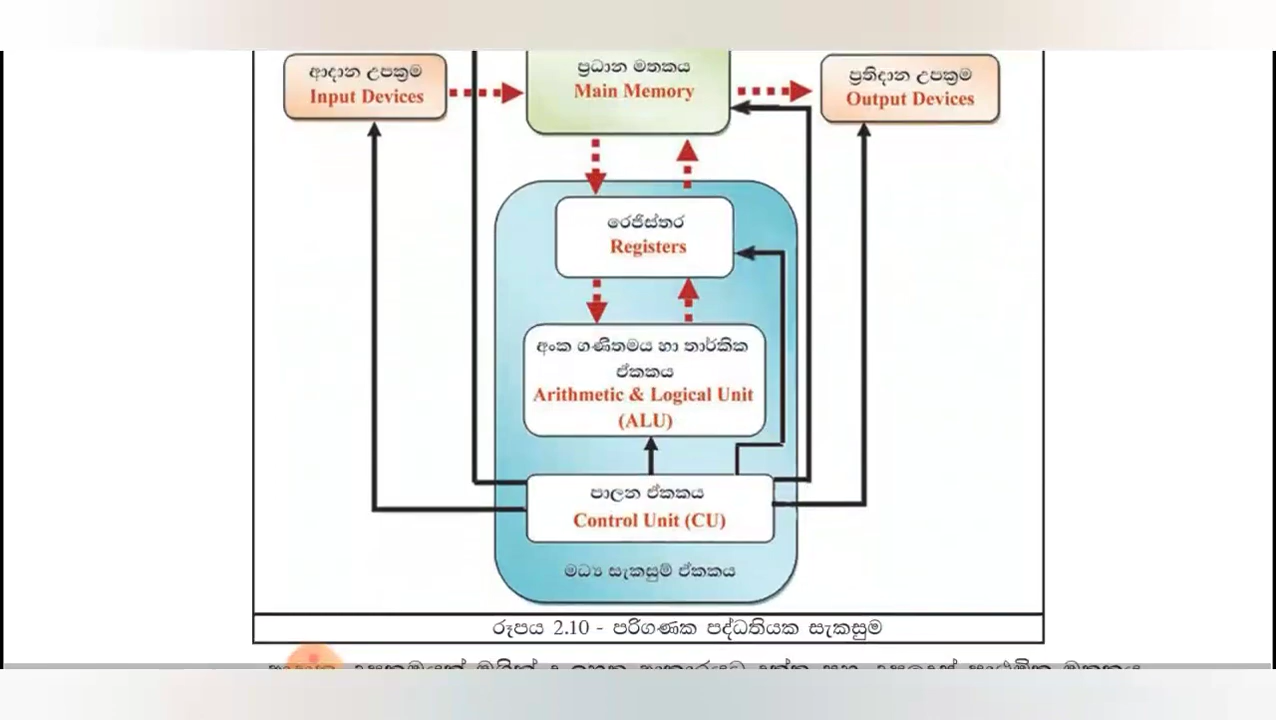 ආදාන උපක්‍රම
Input Devices
ප්‍රධාන මතකය
Main Memory
ප්‍රතිදාන උපක්‍රම
Output Devices
රෙජිස්තර
Registers
අංක ගණිතමය හා තාර්කික
ඒකකය
Arithmetic & Logical Unit
(ALU)
පාලන ඒකකය
Control Unit (CU)
මධ්‍ය සැකසුම් ඒකකය
රූපය 2.10 - පරිගණක පද්ධතියක සැකසුම